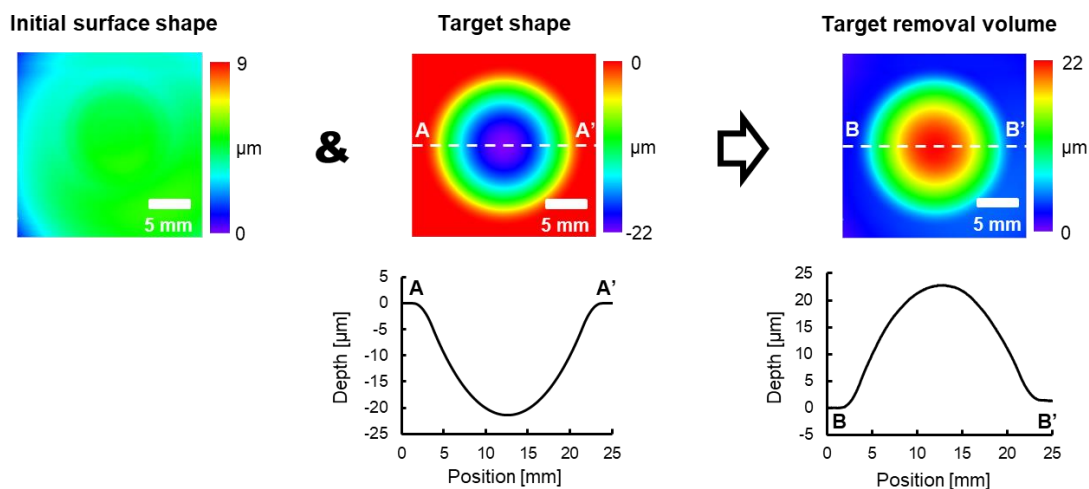 Initial surface shape
9
µm
0
5 mm
&
Target shape
A
A’
0
µm
-22
5 mm
Target removal volume
B
B’
22
µm
0
5 mm
Depth [µm]
5
0
-5
-10
-15
-20
-25
A
A’
0
5
10
15
20
25
Position [mm]
Depth [µm]
25
20
15
10
5
0
-5
B
B’
0
5
10
15
20
25
Position [mm]